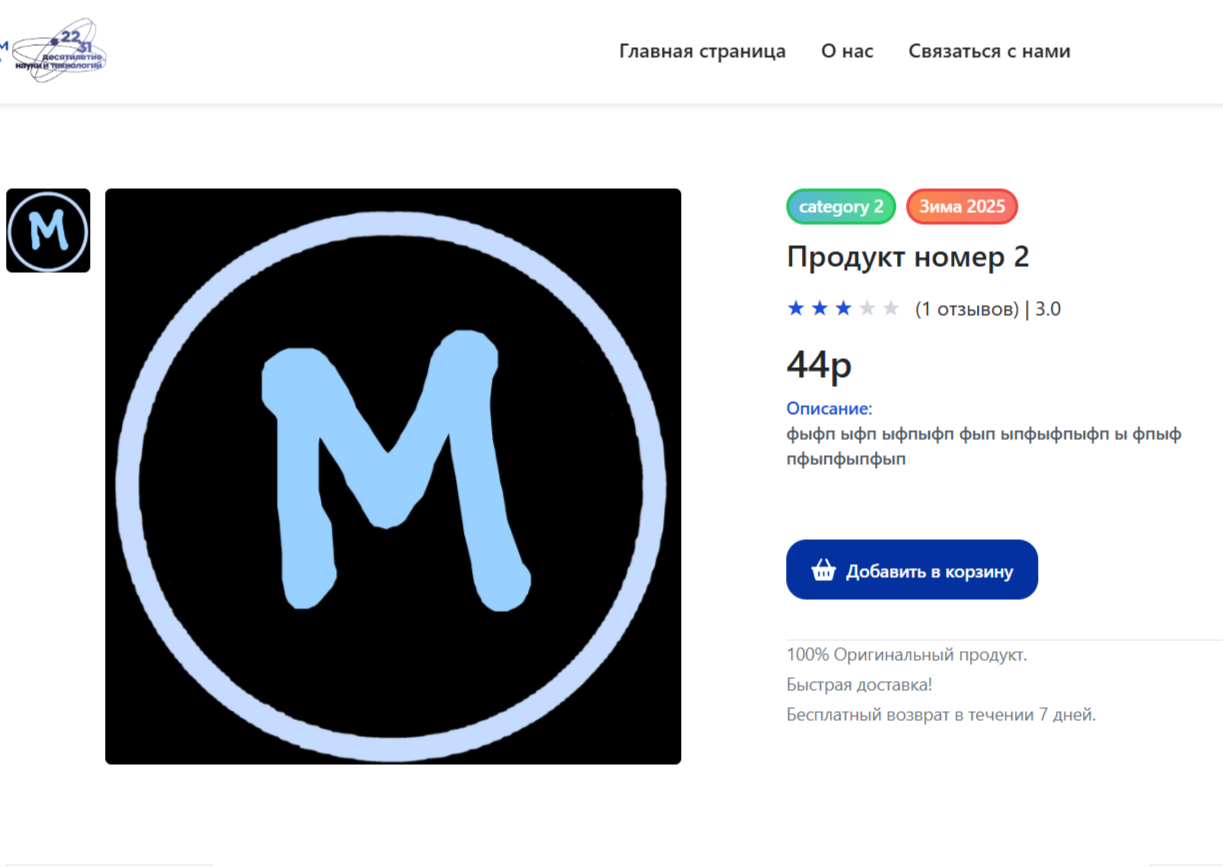 м
22
31
десятилетие
науки и технологий
Главная страница О нас Связаться с нами
M
M
category 2 Зима 2025
Продукт номер 2
(1 отзывов) | 3.0
44р
Описание:
фыфп ыфп ыфпыфп фып ыпфыфпыфп ы фпыф
пфыпфыпфып
Добавить в корзину
100% Оригинальный продукт.
Быстрая доставка!
Бесплатный возврат в течении 7 дней.